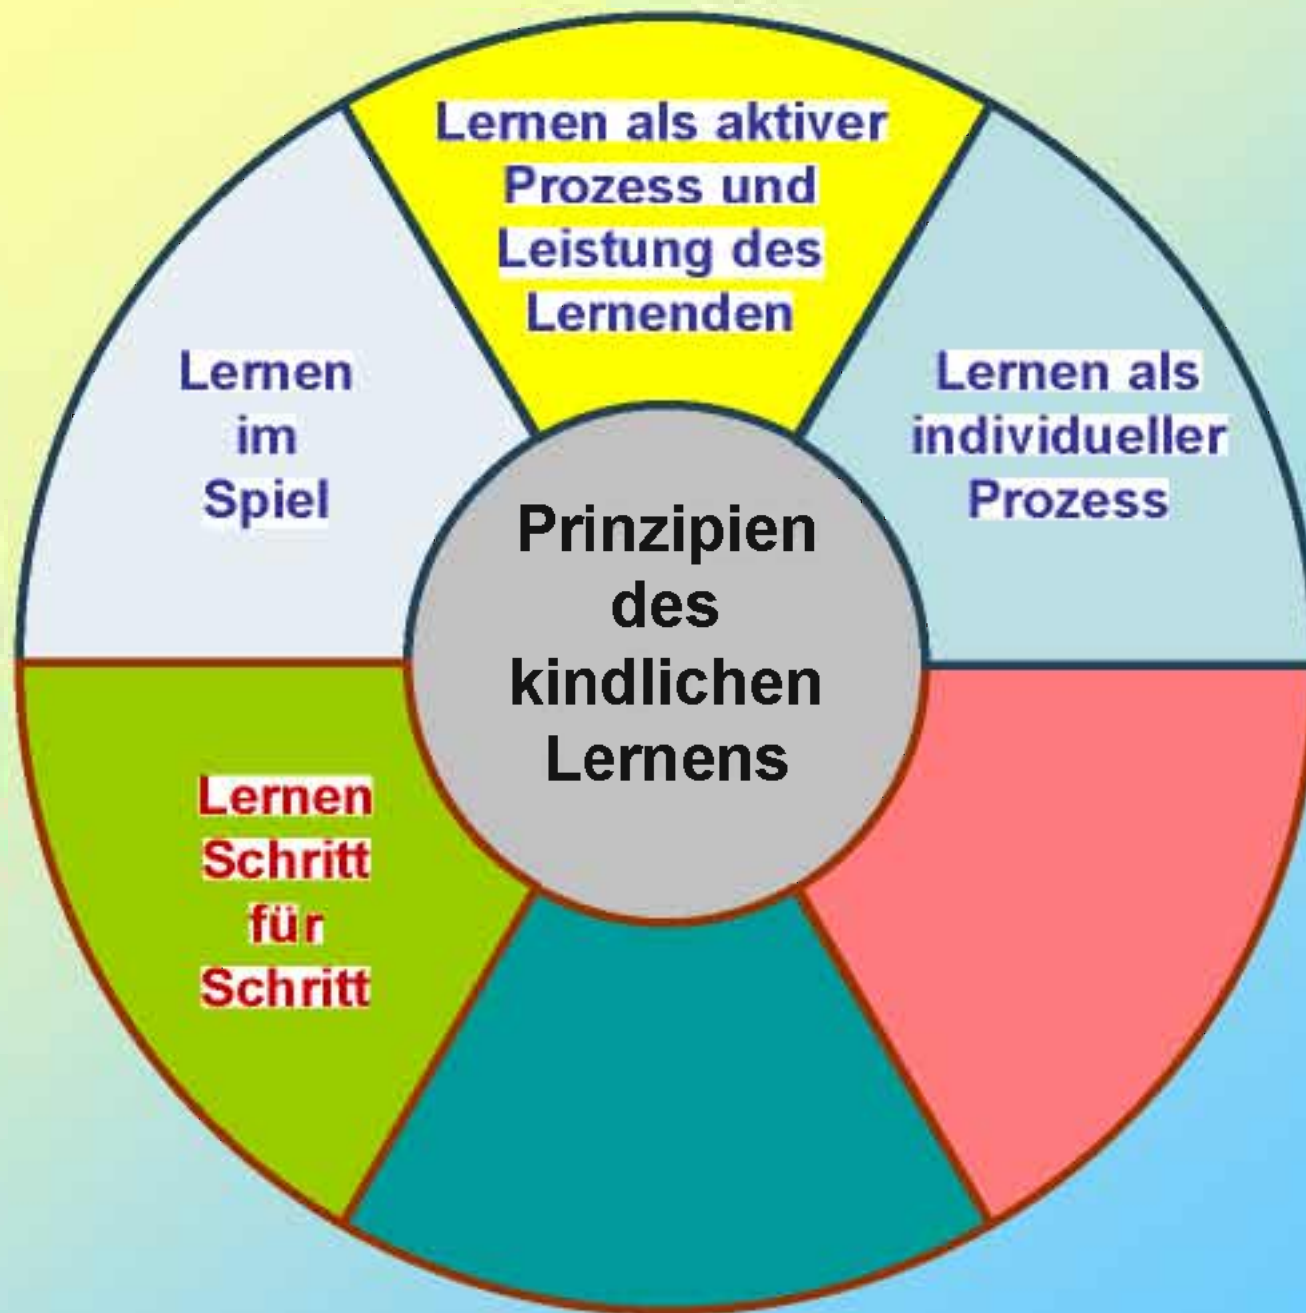 Lernen als aktiver
Prozess und
Leistung des
Lernenden
Lernen
im
Spiel
Lernen als
individueller
Prozess
Prinzipien
des
kindlichen
Lernens
Lernen
Schritt
für
Schritt